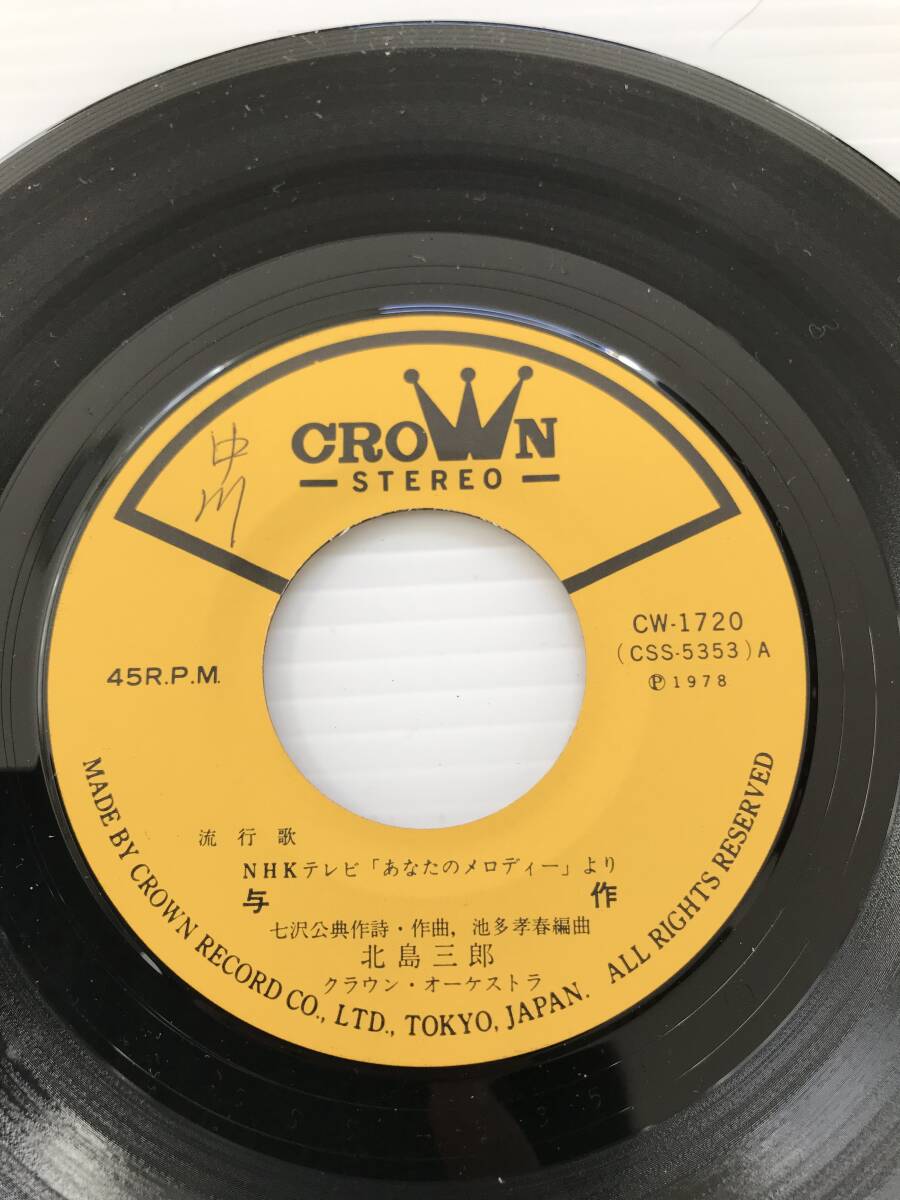 CROWN
STEREO
中川
CW-1720
(CSS-5353) A
Ⓟ 1978
45 R.P.M.
流行歌
NHKテレビ「あなたのメロディー」より
与作
七沢公典作詩・作曲, 池多孝春編曲
北島三郎
クラウン・オーケストラ
MADE BY CROWN RECORD CO., LTD., TOKYO, JAPAN. ALL RIGHTS RESERVED